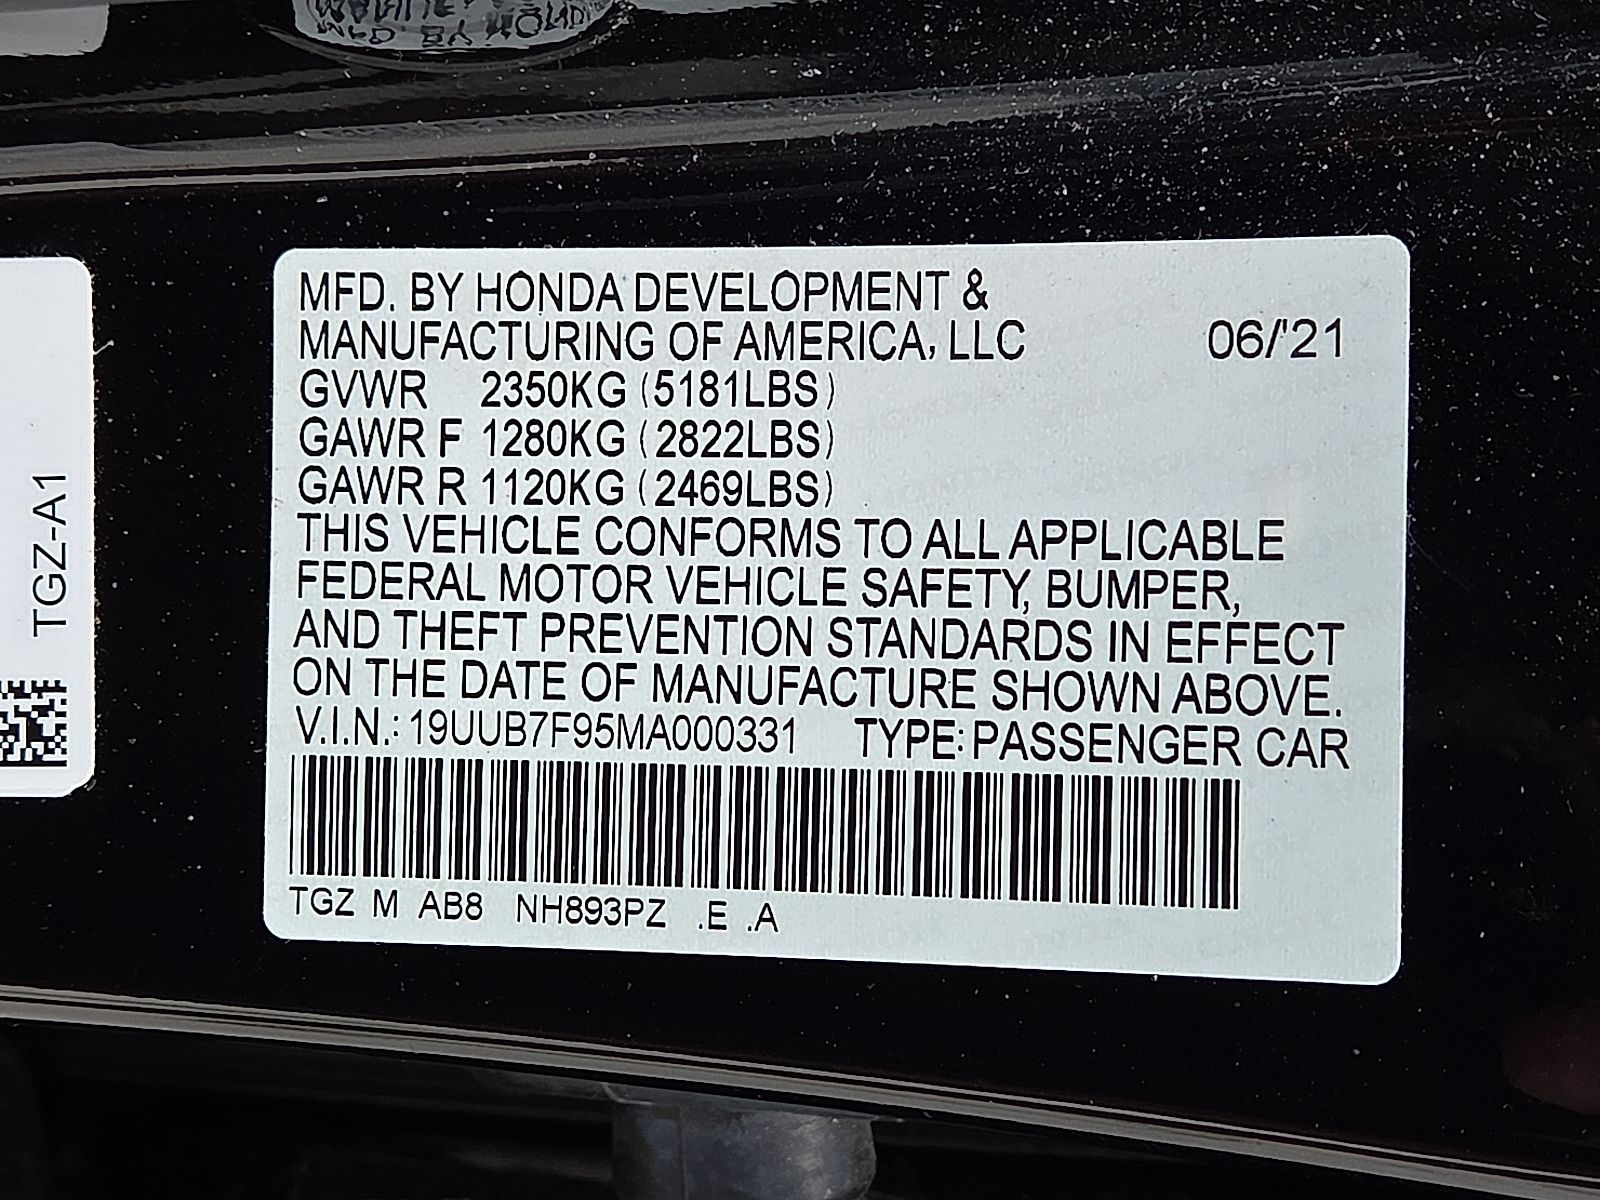 MFD. BY HONDA DEVELOPMENT &
MANUFACTURING OF AMERICA, LLC 06/'21
GVWR 2350KG (5181LBS)
GAWR F 1280KG (2822LBS)
GAWR R 1120KG (2469LBS)
THIS VEHICLE CONFORMS TO ALL APPLICABLE
FEDERAL MOTOR VEHICLE SAFETY, BUMPER,
AND THEFT PREVENTION STANDARDS IN EFFECT
ON THE DATE OF MANUFACTURE SHOWN ABOVE.
V.I.N.: 19UUB7F95MA000331 TYPE: PASSENGER CAR
TGZ M AB8 NH893PZ .E .A
TGZ-A1